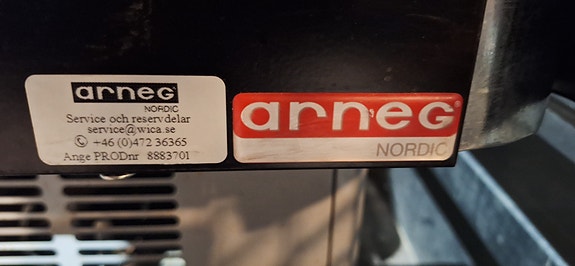 arneg
NORDIC
Service och reservdelar
service@wica.se
+46 (0)472 36365
Ange PRODnr 8883701
arneg
NORDIC